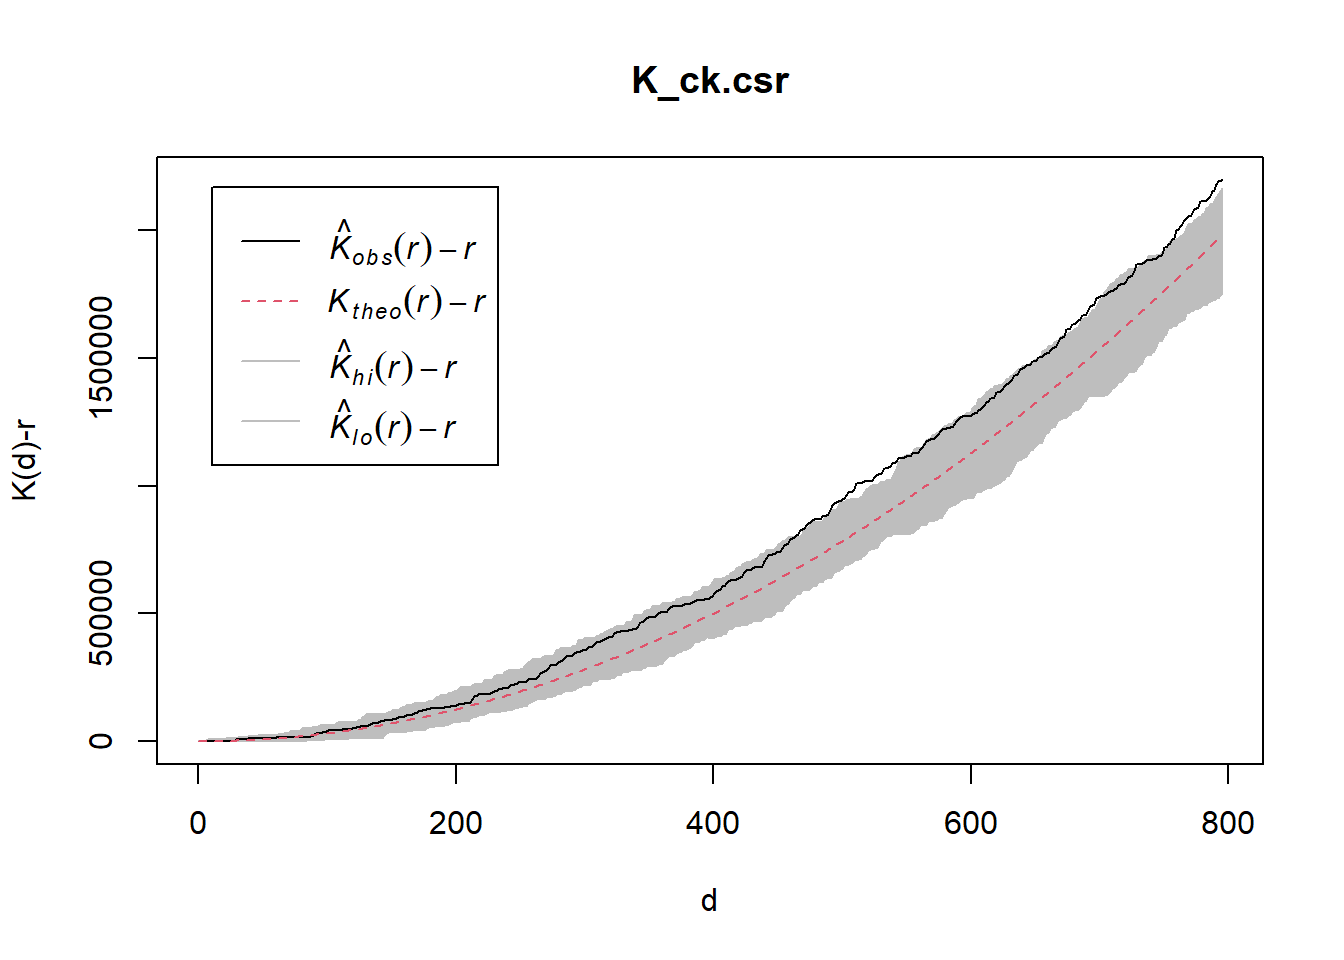 K_ck.csr
K̂obs(r) − r
Ktheo(r) − r
K̂hi(r) − r
K̂lo(r) − r
K(d)-r
0
500000
1500000
0
200
400
600
800
d